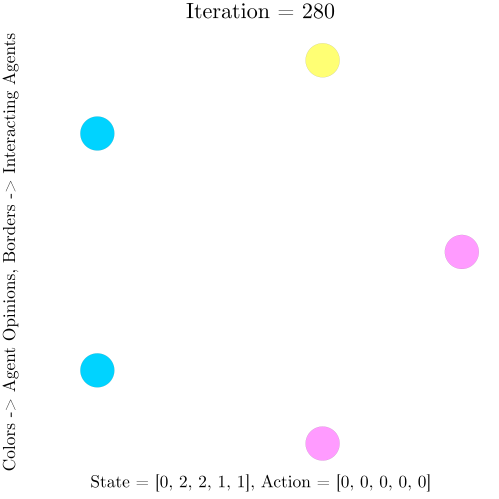 Iteration = 280
Colors -> Agent Opinions, Borders -> Interacting Agents
State = [0, 2, 2, 1, 1], Action = [0, 0, 0, 0, 0]